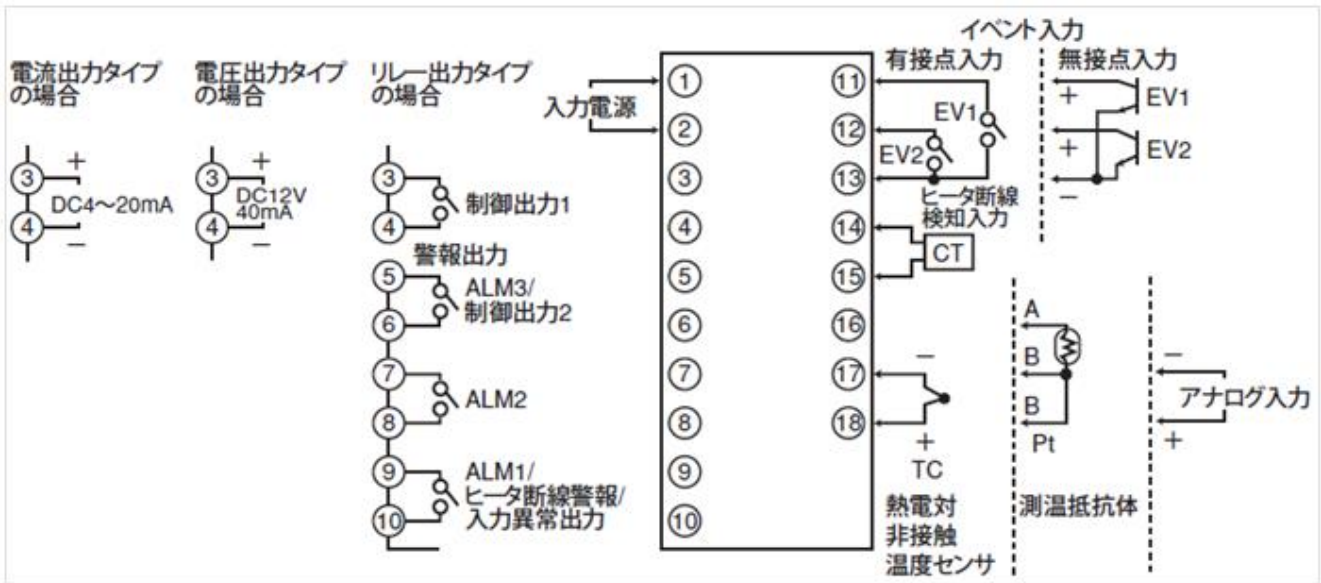 電流出力タイプ
の場合
3
+
DC4～20mA
4
−
電圧出力タイプ
の場合
3
+
DC12V
40mA
4
−
リレー出力タイプ
の場合
3
制御出力1
4
警報出力
5
ALM3/
制御出力2
6
7
ALM2
8
9
ALM1/
ヒータ断線警報/
入力異常出力
10
入力電源
1
2
3
4
5
6
7
8
9
10
11
12
13
14
15
16
17
18
イベント入力
有接点入力
EV1
EV2
無接点入力
+
EV1
+
EV2
−
ヒータ断線
検知入力
CT
−
+
TC
熱電対
非接触
温度センサ
A
B
B
Pt
測温抵抗体
−
アナログ入力
+